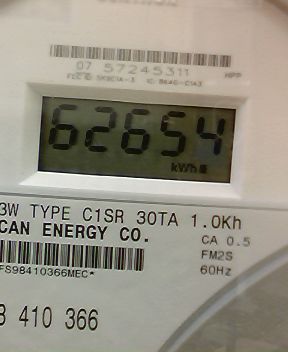 07 57245311
HPP
62654
kWh
3W TYPE C1SR 30TA 1.0Kh
CAN ENERGY CO.
CA 0.5
FM2S
60Hz
FS98410366MEC*
410 366